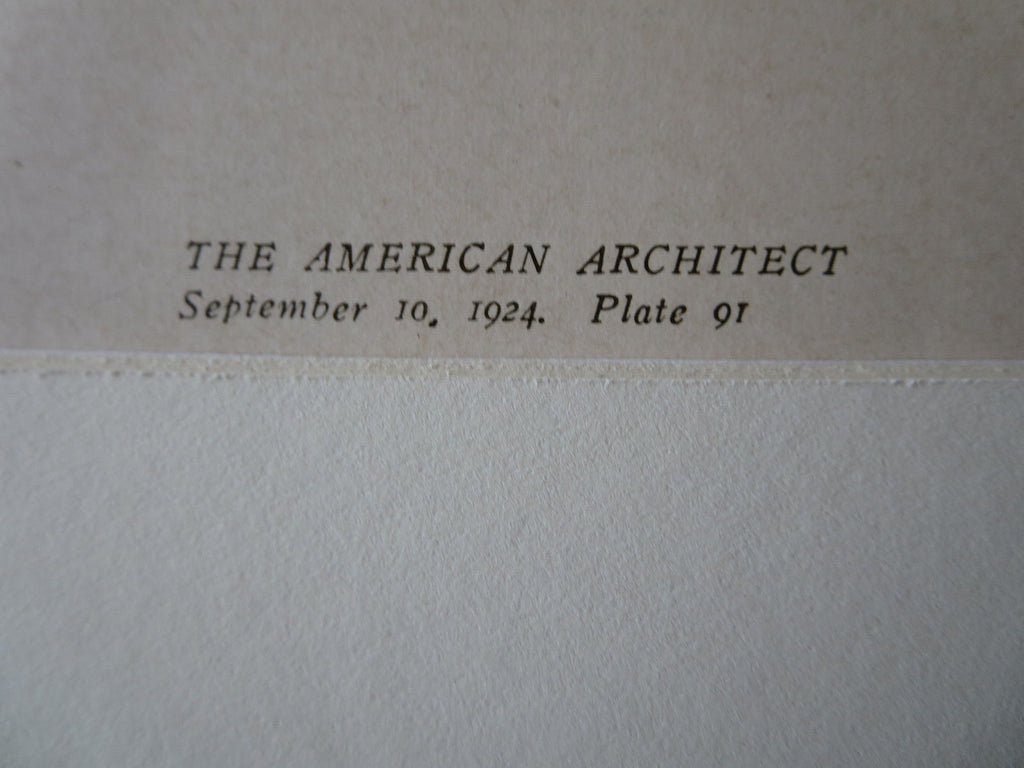 THE AMERICAN ARCHITECT
September 10, 1924. Plate 91